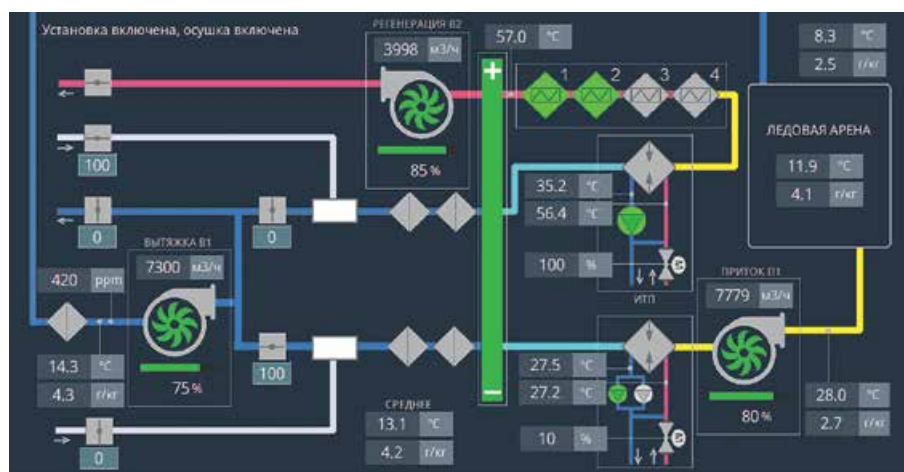 Установка включена, осушка включена
РЕГЕНЕРАЦИЯ В2
3998 м3/ч
85 %
57.0 °C
+
1 2 3 4
8.3 °C
2.5 г/кг
ЛЕДОВАЯ АРЕНА
11.9 °C
4.1 г/кг
100
0
0
35.2 °C
56.4 °C
100 %
ИТП
ВЫТЯЖКА В1
7300 м3/ч
75 %
420 ppm
14.3 °C
4.3 г/кг
100
0
СРЕДНЕЕ
13.1 °C
4.2 г/кг
−
27.5 °C
27.2 °C
10 %
ПРИТОК П1
7779 м3/ч
80 %
28.0 °C
2.7 г/кг